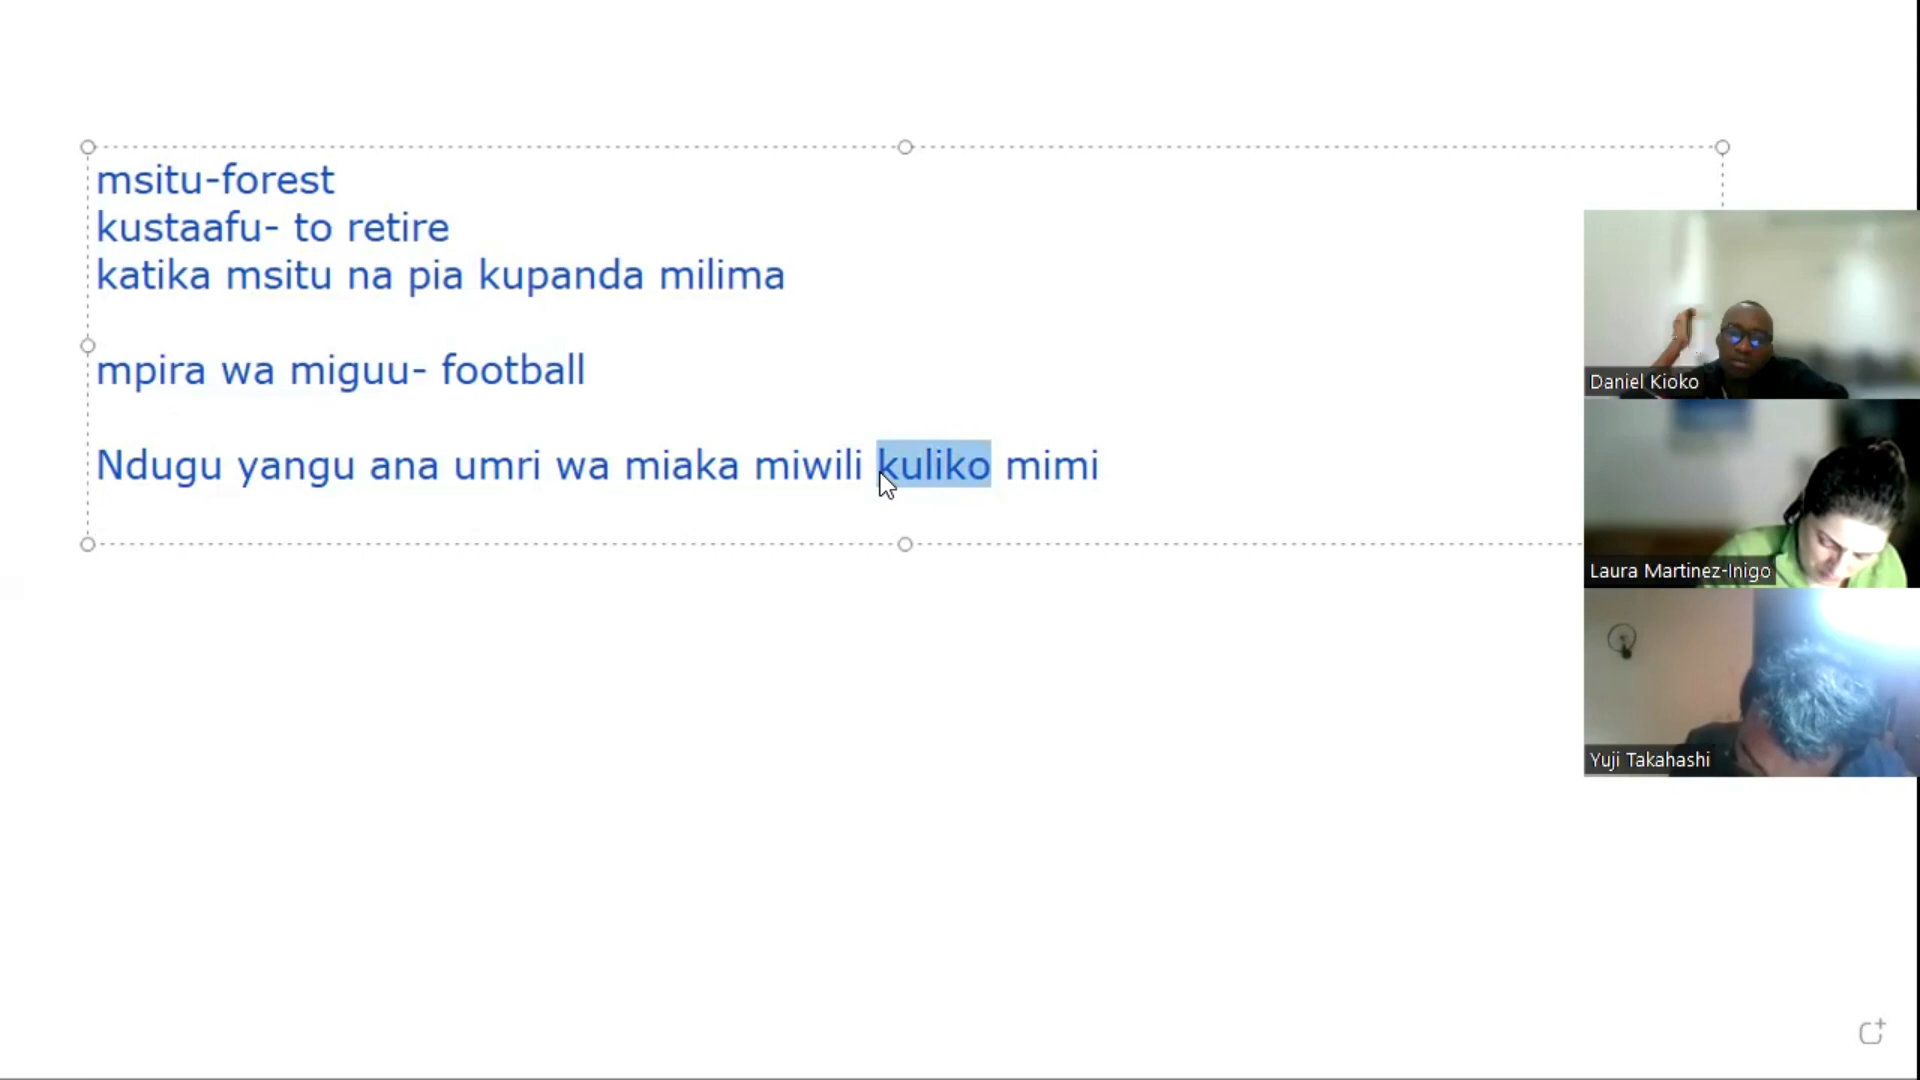 msitu-forest
kustaafu- to retire
katika msitu na pia kupanda milima
mpira wa miguu- football
Ndugu yangu ana umri wa miaka miwili kuliko mimi
Daniel Kioko
Laura Martinez-Inigo
Yuji Takahashi